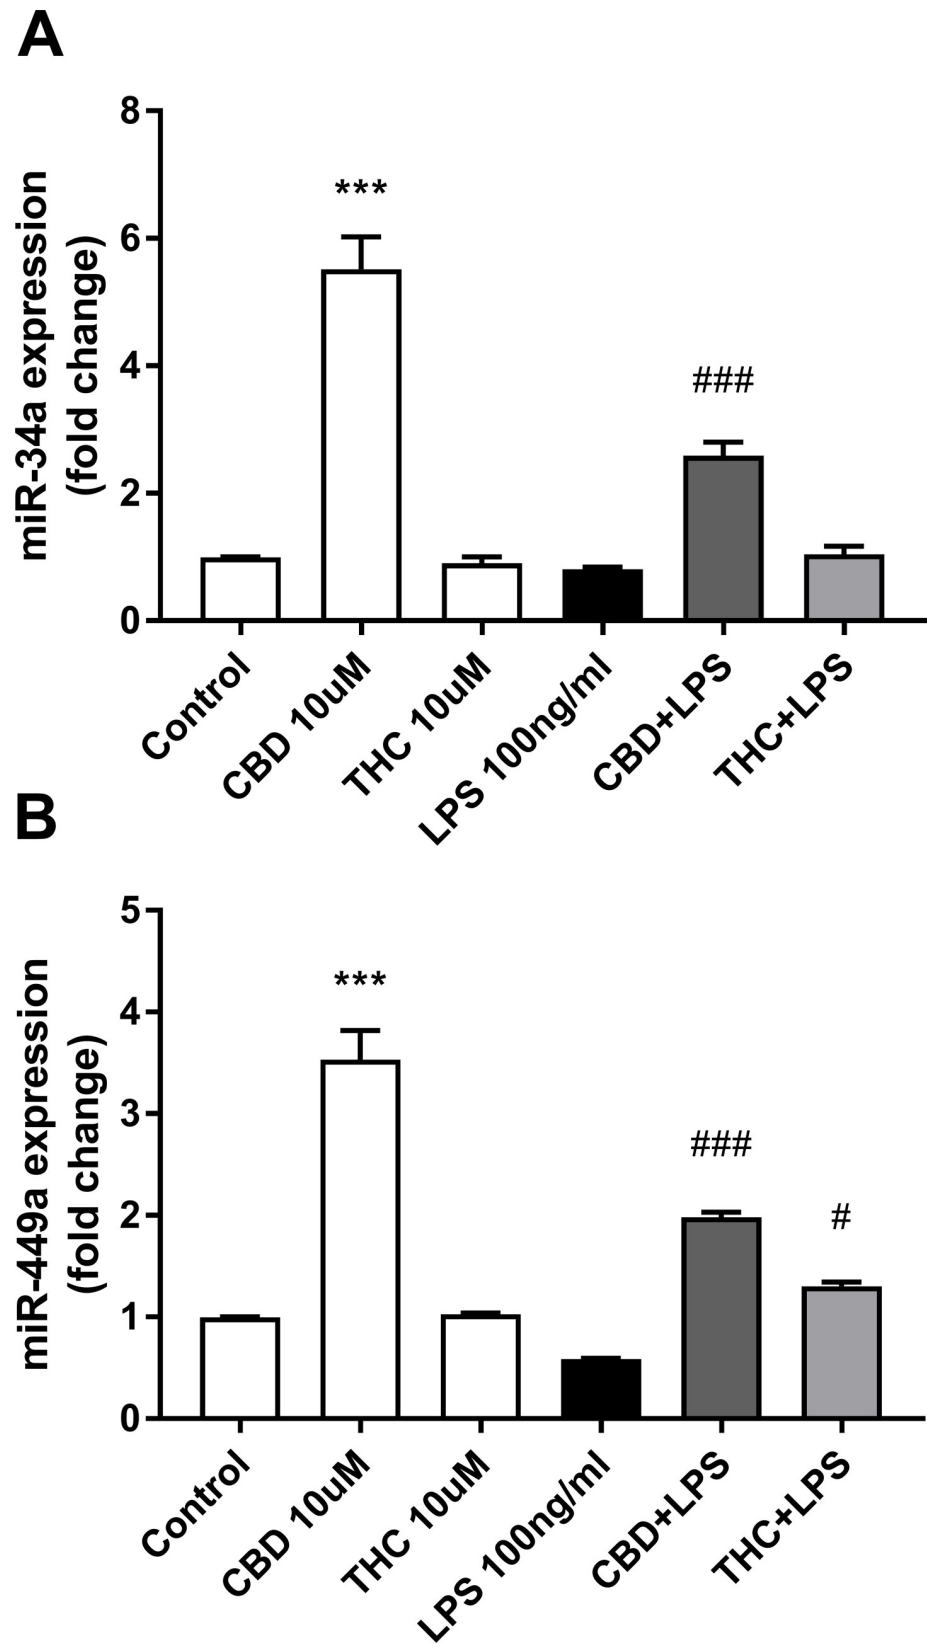 A
8
6
4
2
0
miR-34a expression
(fold change)
***
###
Control
CBD 10uM
THC 10uM
LPS 100ng/ml
CBD+LPS
THC+LPS
B
5
4
3
2
1
0
miR-449a expression
(fold change)
***
###
#
Control
CBD 10uM
THC 10uM
LPS 100ng/ml
CBD+LPS
THC+LPS